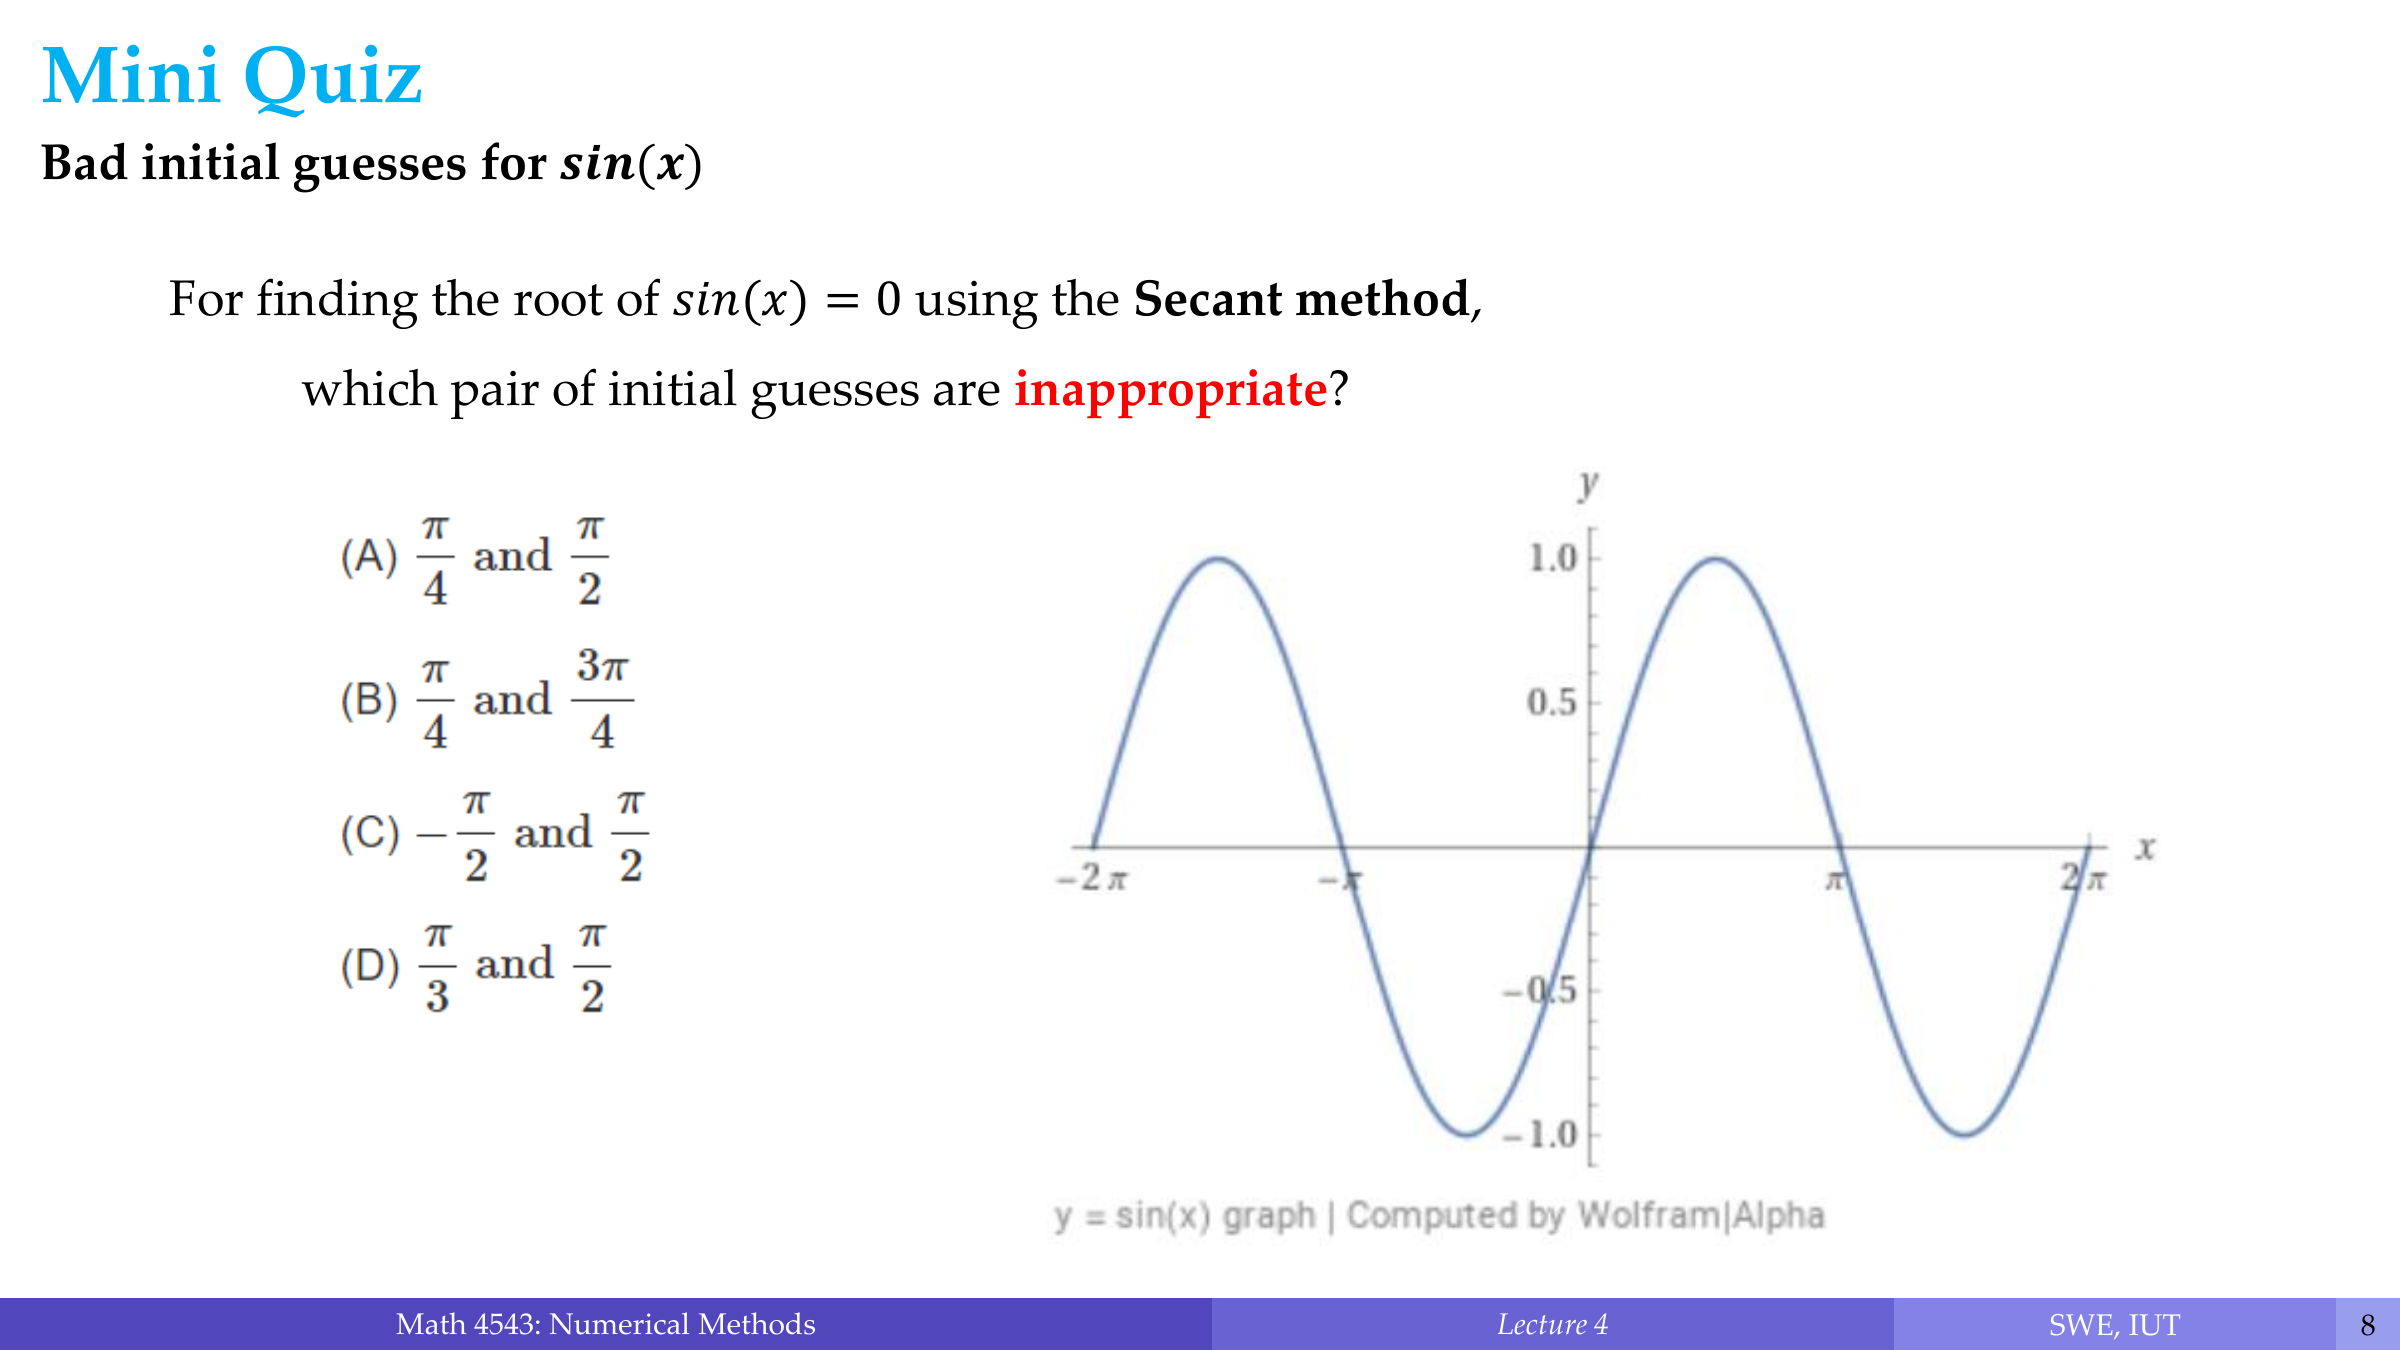 Mini Quiz
Bad initial guesses for sin(x)
For finding the root of sin(x) = 0 using the Secant method,
which pair of initial guesses are inappropriate?
(A) π/4 and π/2
(B) π/4 and 3π/4
(C) −π/2 and π/2
(D) π/3 and π/2
y
1.0
0.5
−2π −π π 2π x
−0.5
−1.0
y = sin(x) graph | Computed by Wolfram|Alpha
Math 4543: Numerical Methods Lecture 4 SWE, IUT 8